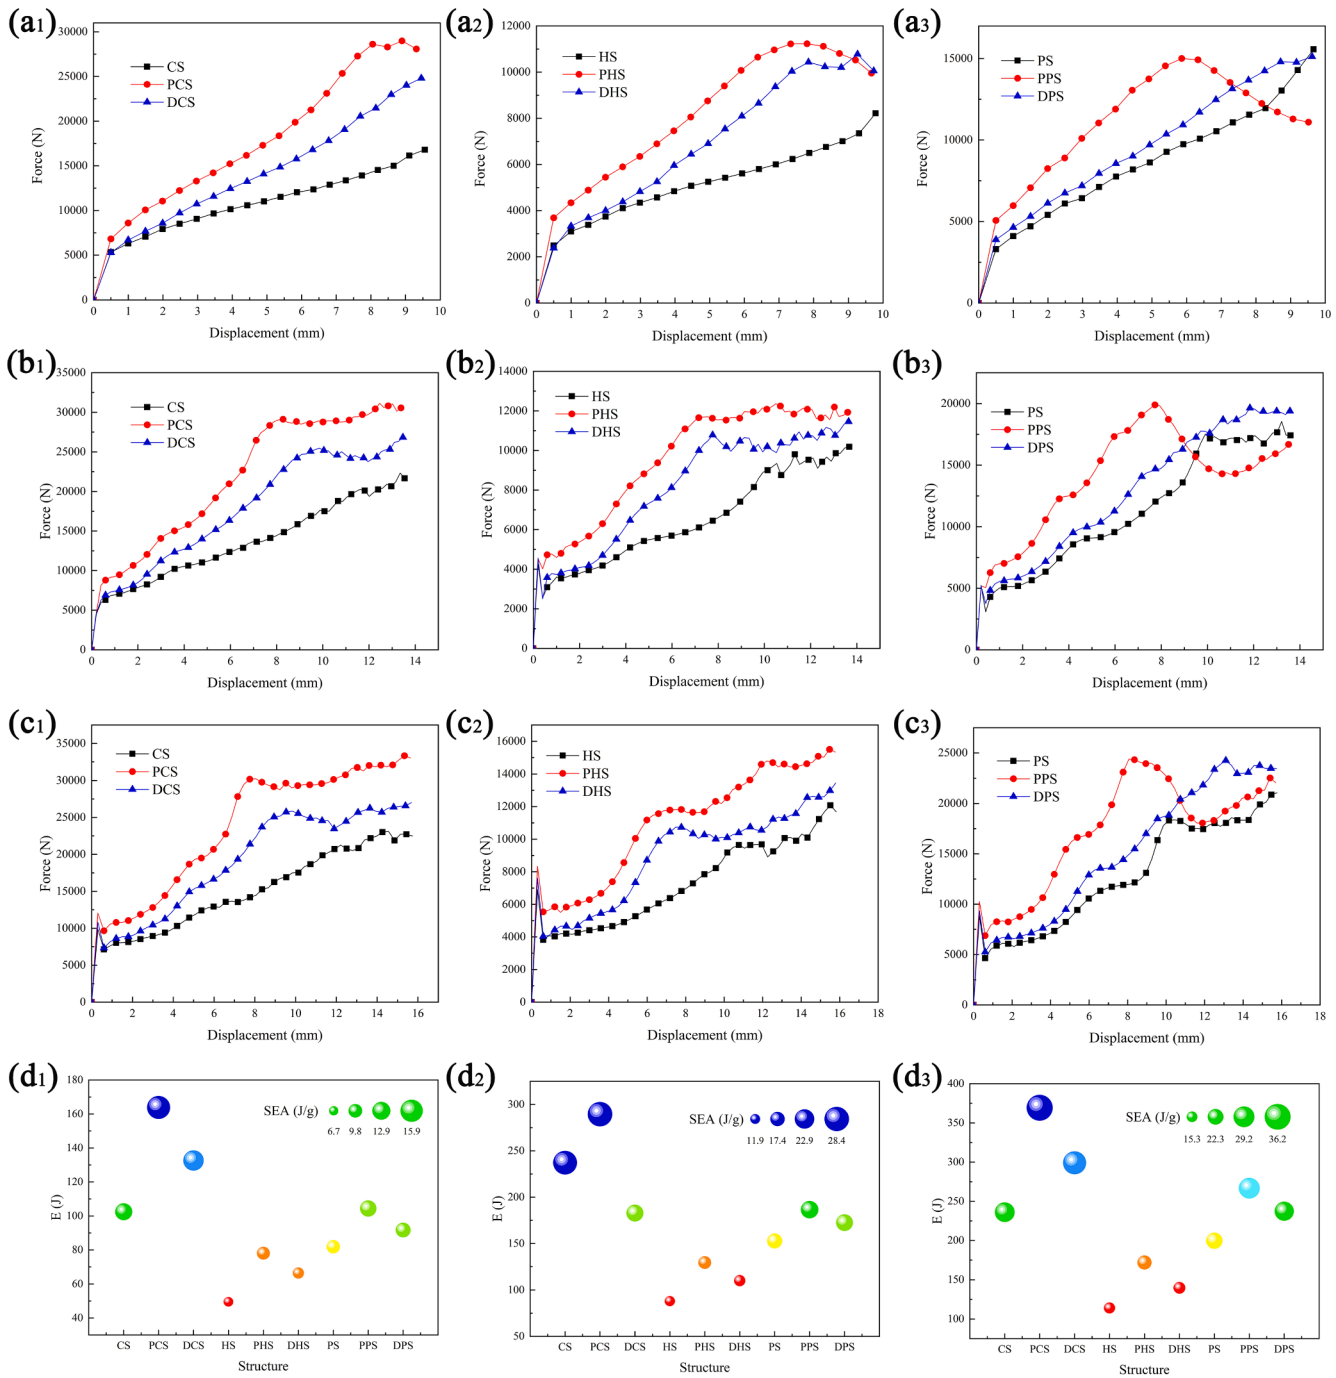 (a1)
30000
25000
20000
15000
10000
5000
0
Force (N)
CS
PCS
DCS
0 1 2 3 4 5 6 7 8 9 10
Displacement (mm)
(a2)
12000
10000
8000
6000
4000
2000
0
Force (N)
HS
PHS
DHS
0 1 2 3 4 5 6 7 8 9 10
Displacement (mm)
(a3)
15000
10000
5000
0
Force (N)
PS
PPS
DPS
0 1 2 3 4 5 6 7 8 9 10
Displacement (mm)
(b1)
35000
30000
25000
20000
15000
10000
5000
0
Force (N)
CS
PCS
DCS
0 2 4 6 8 10 12 14
Displacement (mm)
(b2)
14000
12000
10000
8000
6000
4000
2000
0
Force (N)
HS
PHS
DHS
0 2 4 6 8 10 12 14
Displacement (mm)
(b3)
20000
15000
10000
5000
0
Force (N)
PS
PPS
DPS
0 2 4 6 8 10 12 14
Displacement (mm)
(c1)
35000
30000
25000
20000
15000
10000
5000
0
Force (N)
CS
PCS
DCS
0 2 4 6 8 10 12 14 16
Displacement (mm)
(c2)
16000
14000
12000
10000
8000
6000
4000
2000
0
Force (N)
HS
PHS
DHS
0 2 4 6 8 10 12 14 16 18
Displacement (mm)
(c3)
25000
20000
15000
10000
5000
0
Force (N)
PS
PPS
DPS
0 2 4 6 8 10 12 14 16 18
Displacement (mm)
(d1)
180
160
140
120
100
80
60
40
E (J)
SEA (J/g)
6.7 9.8 12.9 15.9
CS PCS DCS HS PHS DHS PS PPS DPS
Structure
(d2)
300
250
200
150
100
50
E (J)
SEA (J/g)
11.9 17.4 22.9 28.4
CS PCS DCS HS PHS DHS PS PPS DPS
Structure
(d3)
400
350
300
250
200
150
100
E (J)
SEA (J/g)
15.3 22.3 29.2 36.2
CS PCS DCS HS PHS DHS PS PPS DPS
Structure